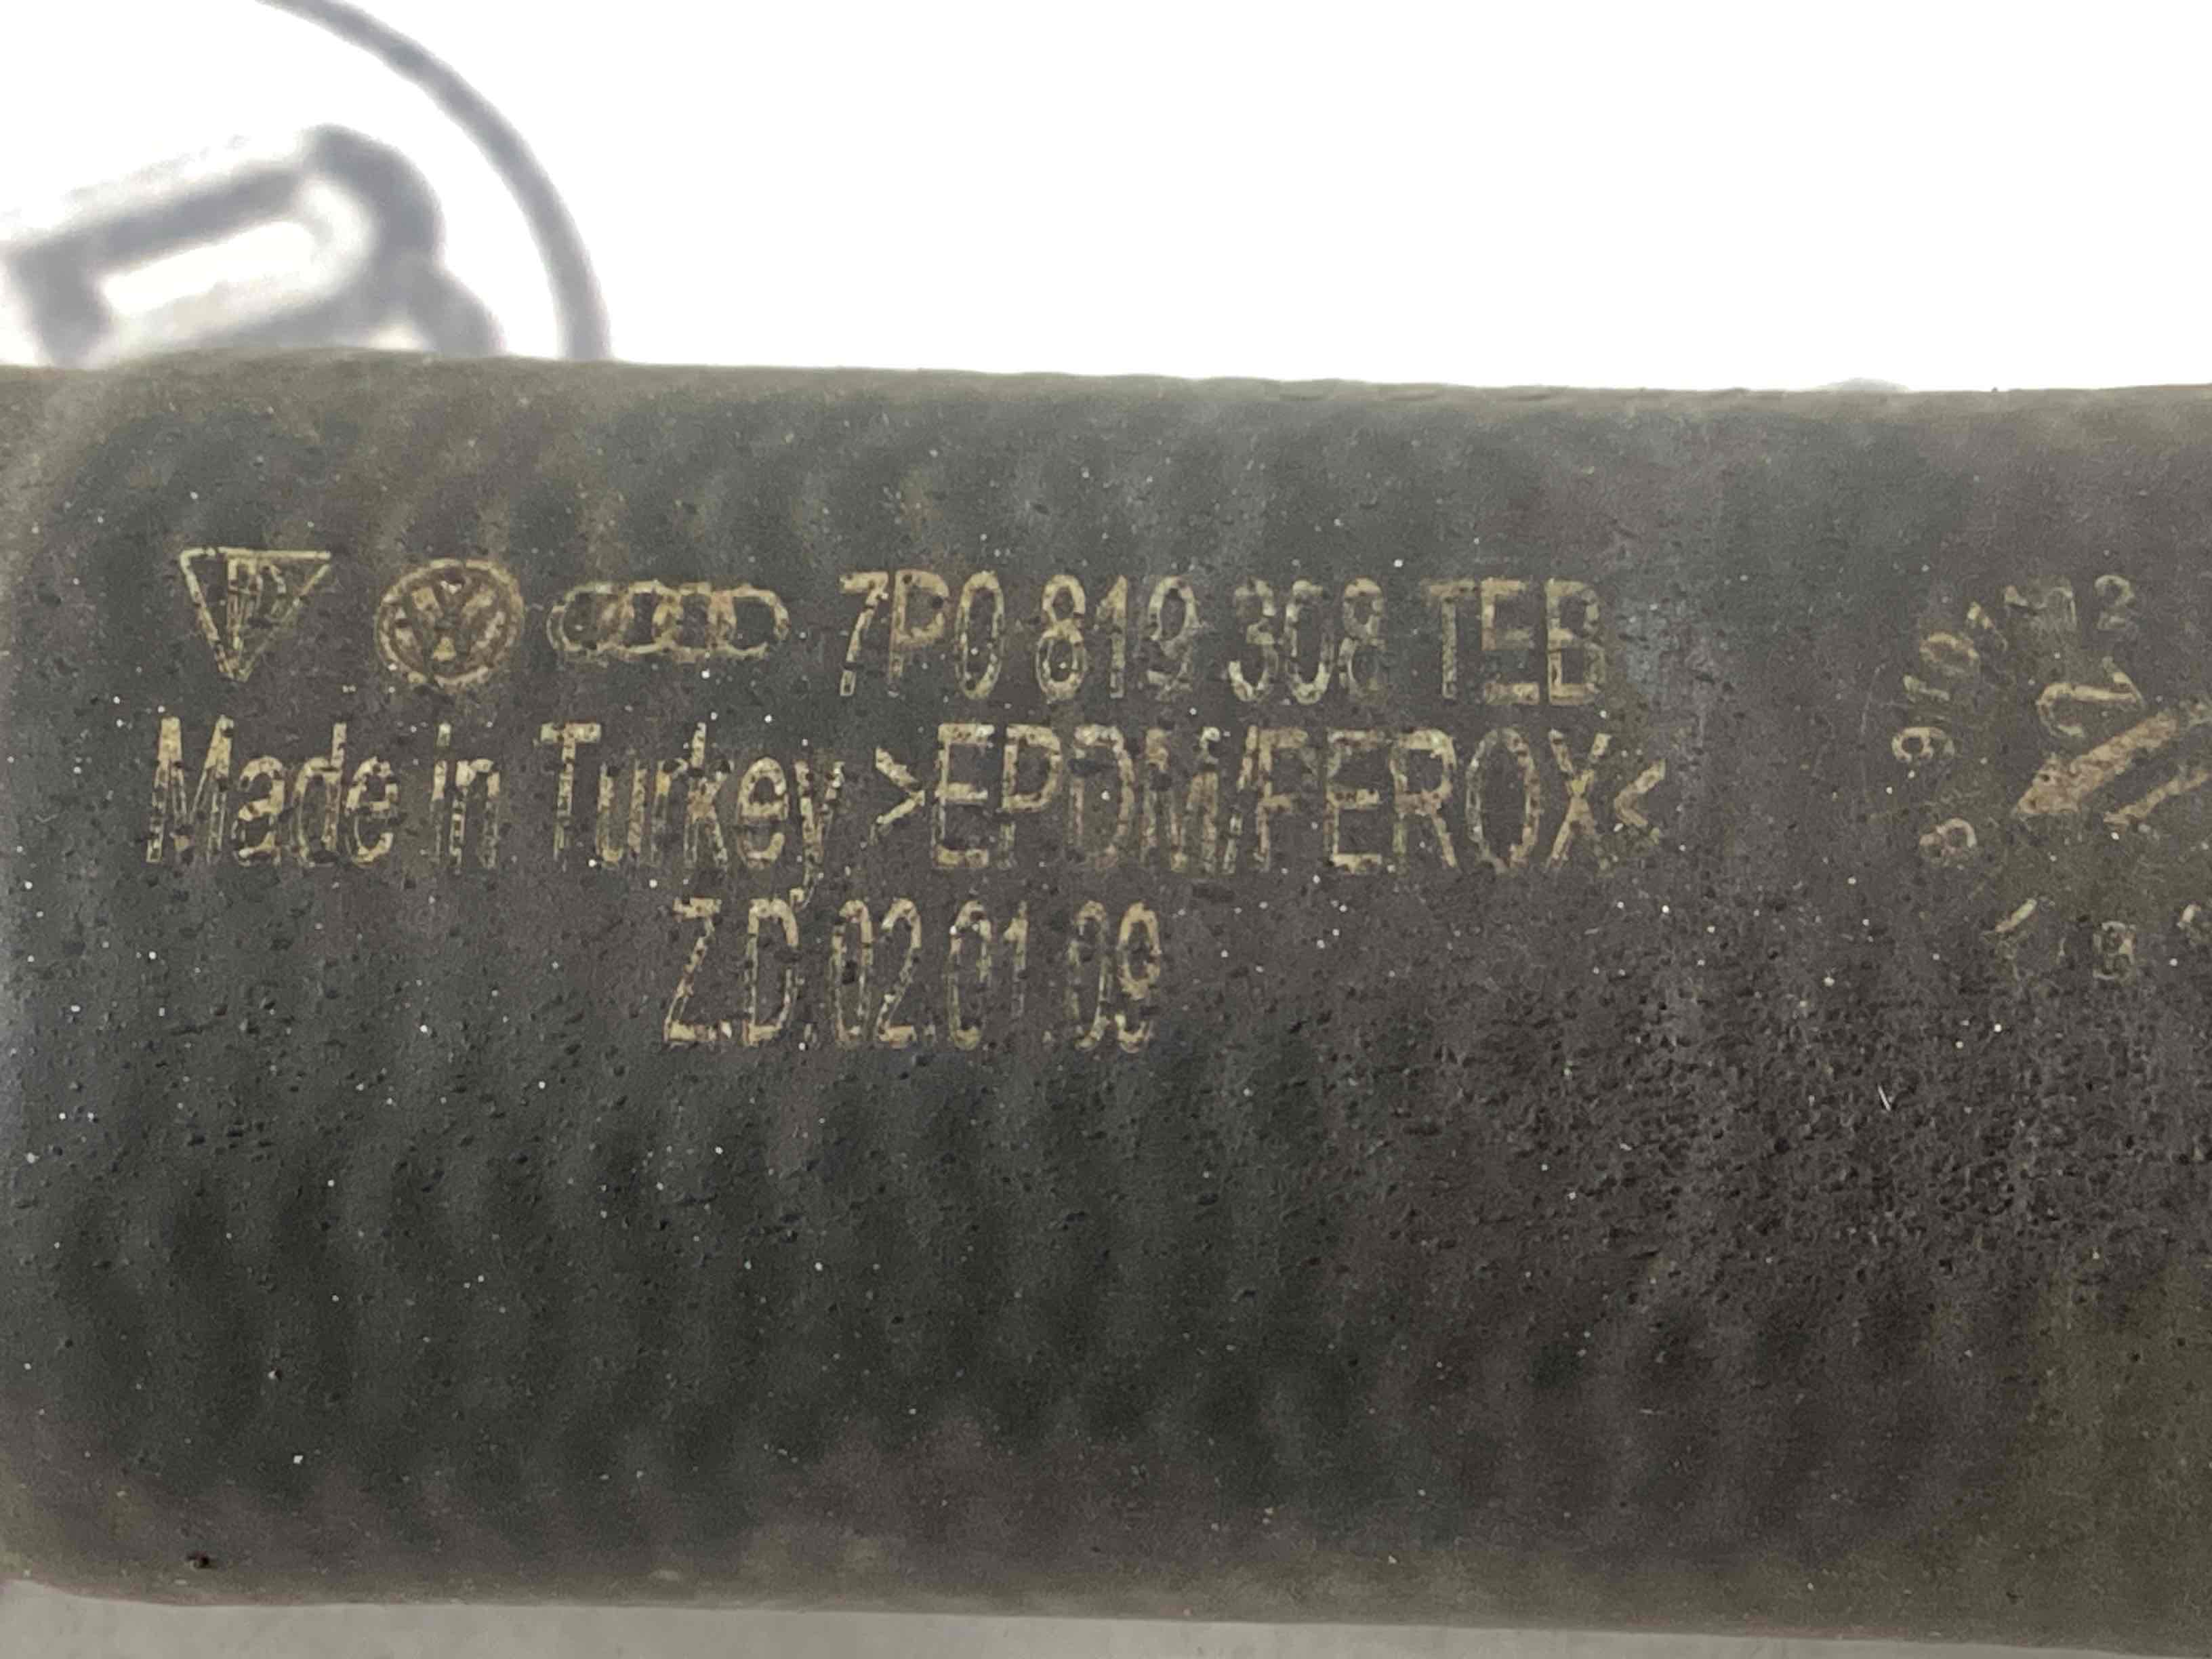 7P0 819 308 TEB
Made in Turkey >EPDM/FEROX<
Z.D.02.01.09